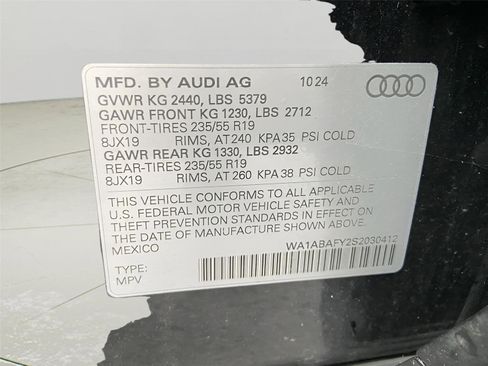 MFD. BY AUDI AG 10 24
GVWR KG 2440, LBS 5379
GAWR FRONT KG 1230, LBS 2712
FRONT-TIRES 235/55 R19
8JX19 RIMS, AT 240 KPA 35 PSI COLD
GAWR REAR KG 1330, LBS 2932
REAR-TIRES 235/55 R19
8JX19 RIMS, AT 260 KPA 38 PSI COLD
THIS VEHICLE CONFORMS TO ALL APPLICABLE
U.S. FEDERAL MOTOR VEHICLE SAFETY AND
THEFT PREVENTION STANDARDS IN EFFECT ON
DATE OF MANUFACTURE SHOWN ABOVE.
MEXICO WA1ABAFY2S2030412
TYPE:
MPV